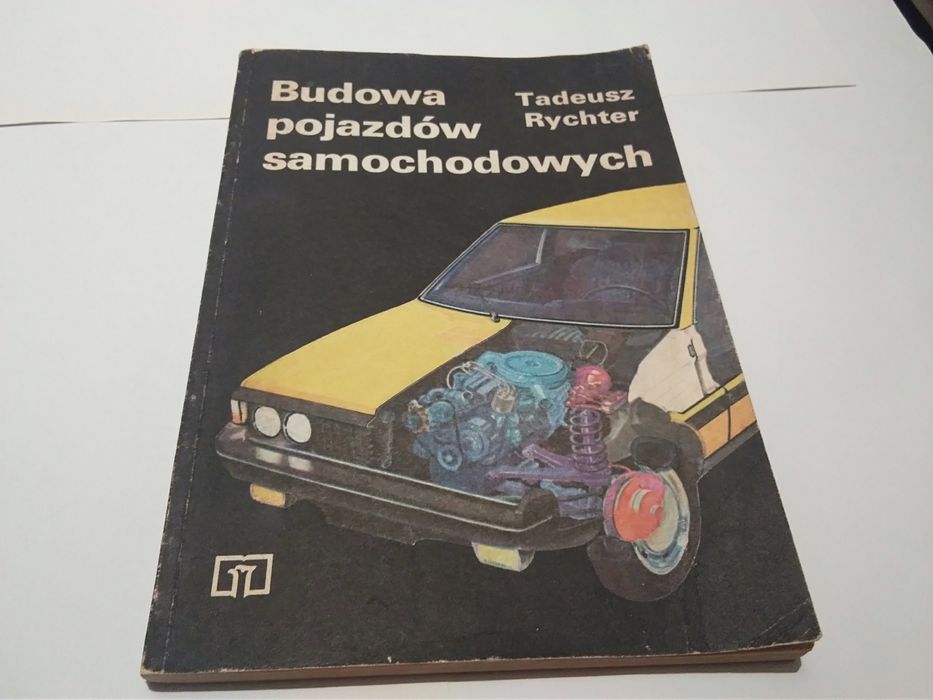 Budowa
pojazdów
samochodowych
Tadeusz
Rychter